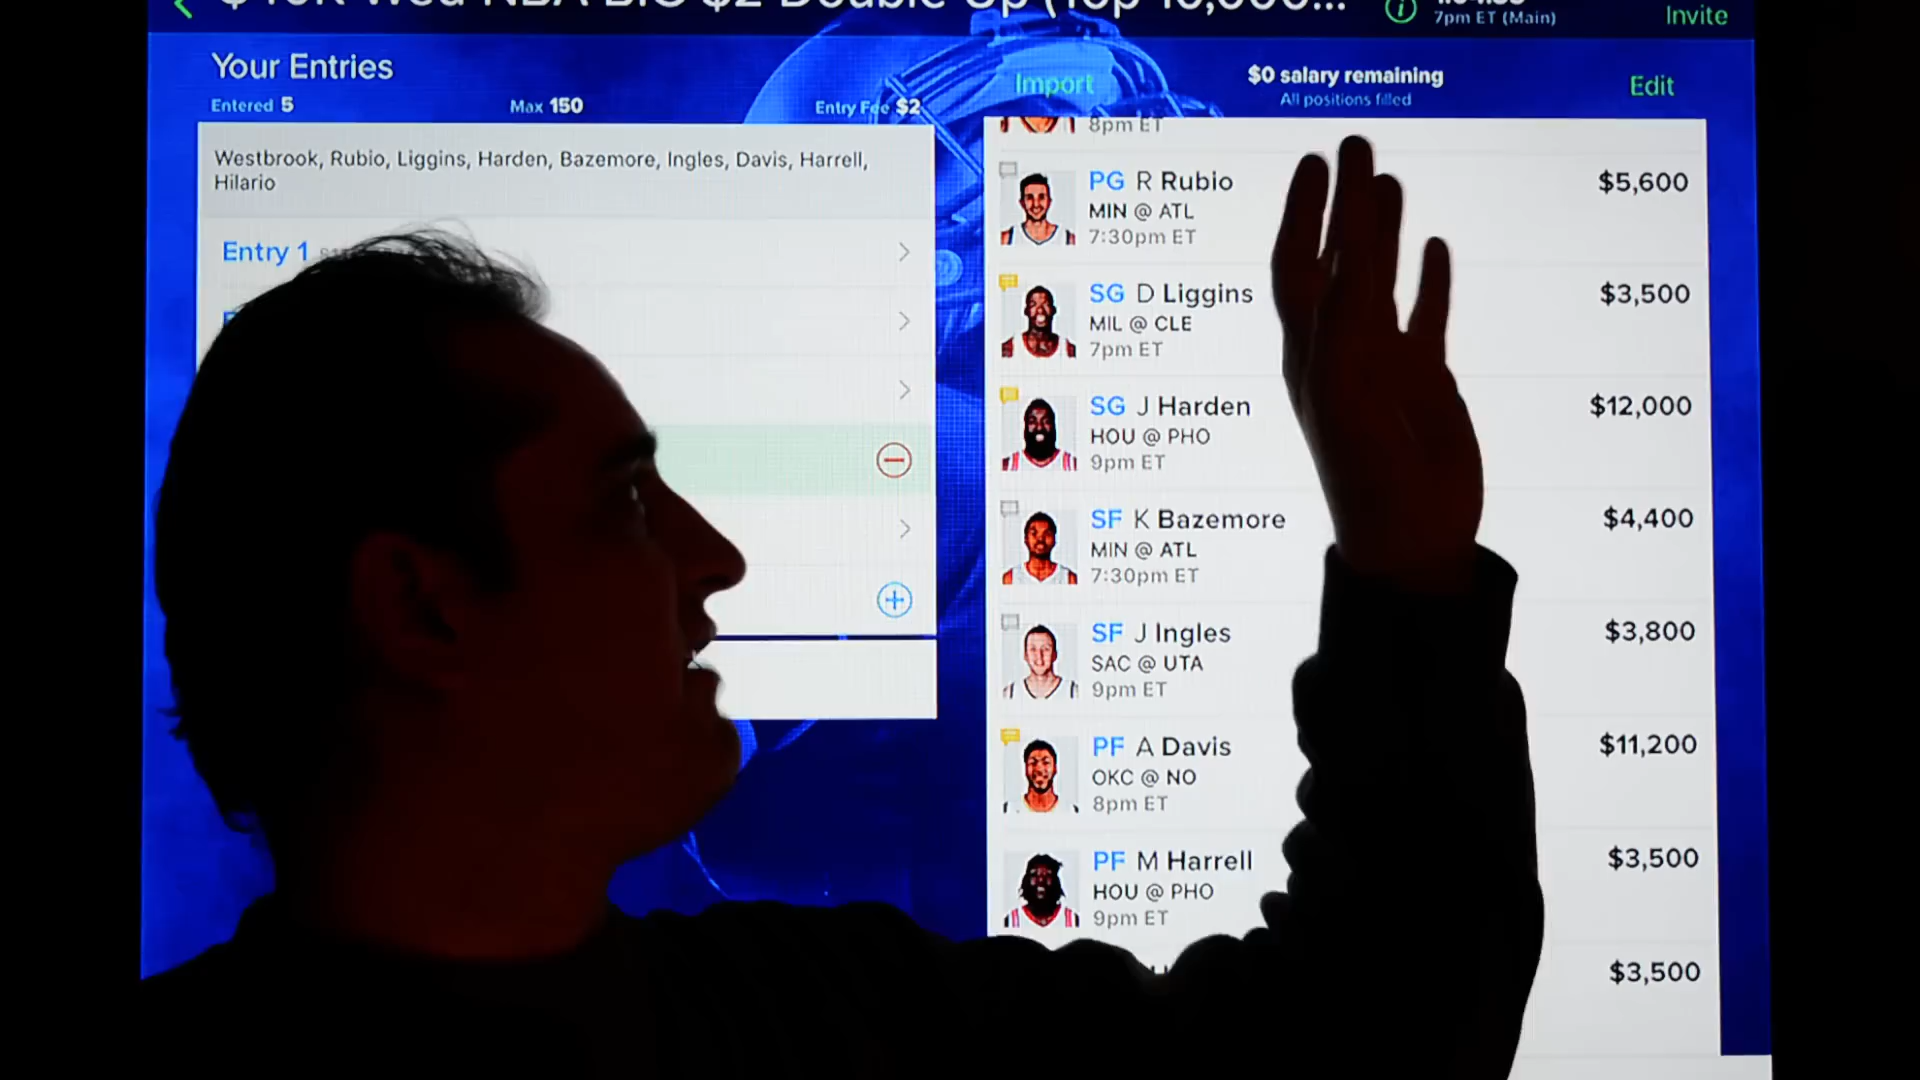 7pm ET (Main)
Invite
Your Entries
Entered 5
Max 150
Entry Fee $2
Westbrook, Rubio, Liggins, Harden, Bazemore, Ingles, Davis, Harrell,
Hilario
Entry 1
Import
$0 salary remaining
All positions filled
Edit
8pm ET
PG R Rubio
MIN @ ATL
7:30pm ET
$5,600
SG D Liggins
MIL @ CLE
7pm ET
$3,500
SG J Harden
HOU @ PHO
9pm ET
$12,000
SF K Bazemore
MIN @ ATL
7:30pm ET
$4,400
SF J Ingles
SAC @ UTA
9pm ET
$3,800
PF A Davis
OKC @ NO
8pm ET
$11,200
PF M Harrell
HOU @ PHO
9pm ET
$3,500
$3,500